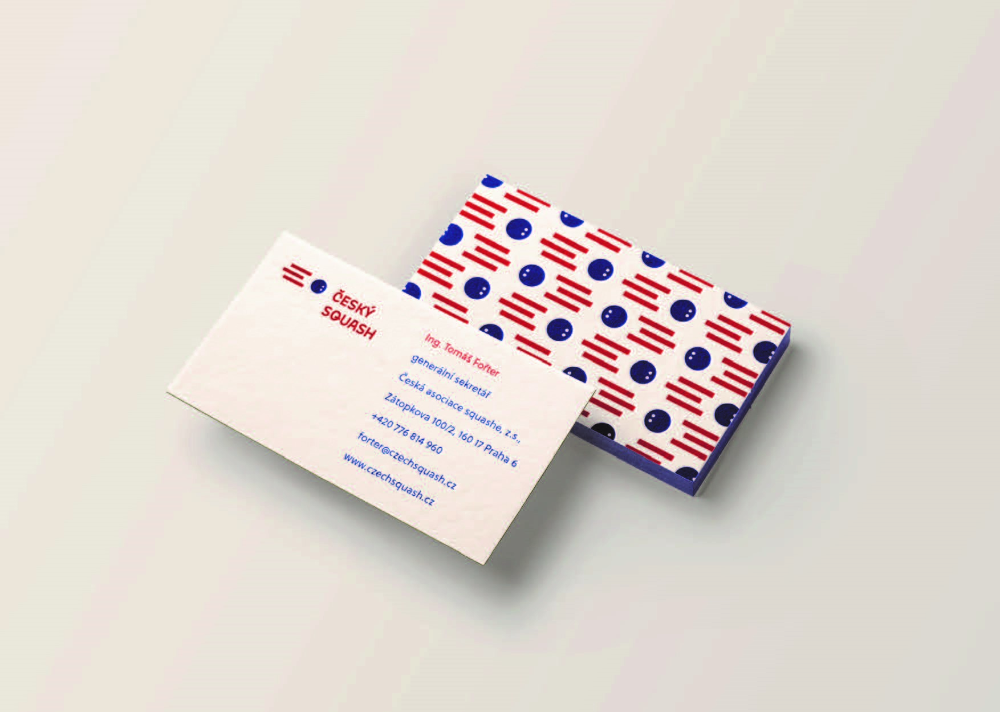 ČESKÝ
SQUASH
Ing. Tomáš Fořter
generální sekretář
Česká asociace squashe, z.s.,
Zátopkova 100/2, 160 17 Praha 6
+420 776 814 960
forter@czechsquash.cz
www.czechsquash.cz